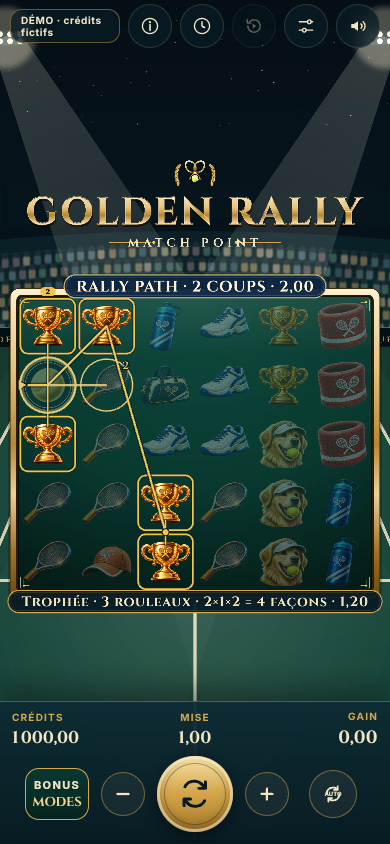 DÉMO · crédits
fictifs
GOLDEN RALLY
MATCH POINT
RALLY PATH · 2 COUPS · 2,00
2
2
TROPHÉE · 3 ROULEAUX · 2×1×2 = 4 FAÇONS · 1,20
CRÉDITS MISE GAIN
1000,00 1,00 0,00
BONUS
MODES
AUTO